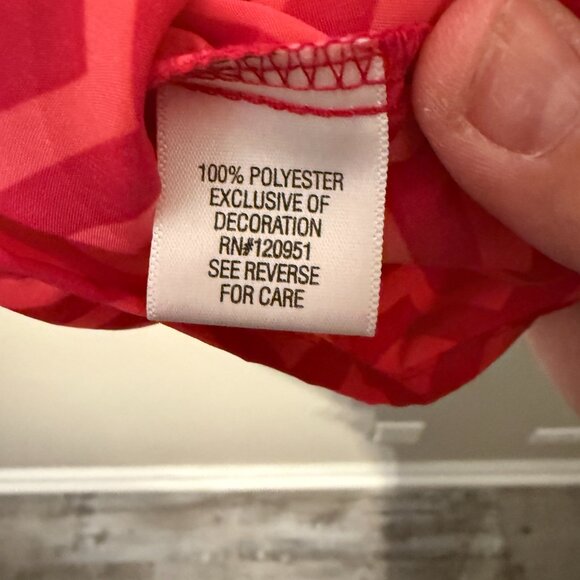 100% POLYESTER
EXCLUSIVE OF
DECORATION
RN#120951
SEE REVERSE
FOR CARE